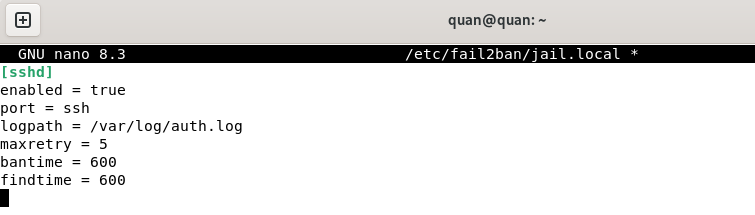 quan@quan: ~
GNU nano 8.3 /etc/fail2ban/jail.local *
[sshd]
enabled = true
port = ssh
logpath = /var/log/auth.log
maxretry = 5
bantime = 600
findtime = 600